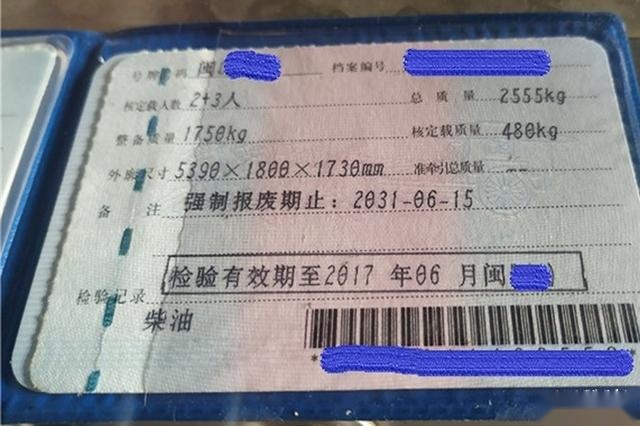 号牌号码 闽 档案编号
核定载人数 2+3人 总质量 2555kg
整备质量 1750kg 核定载质量 480kg
外廓尺寸 5390×1800×1730mm 准牵引总质量 --
备注 强制报废期止：2031-06-15
检验有效期至2017年06月闽
检验记录
柴油